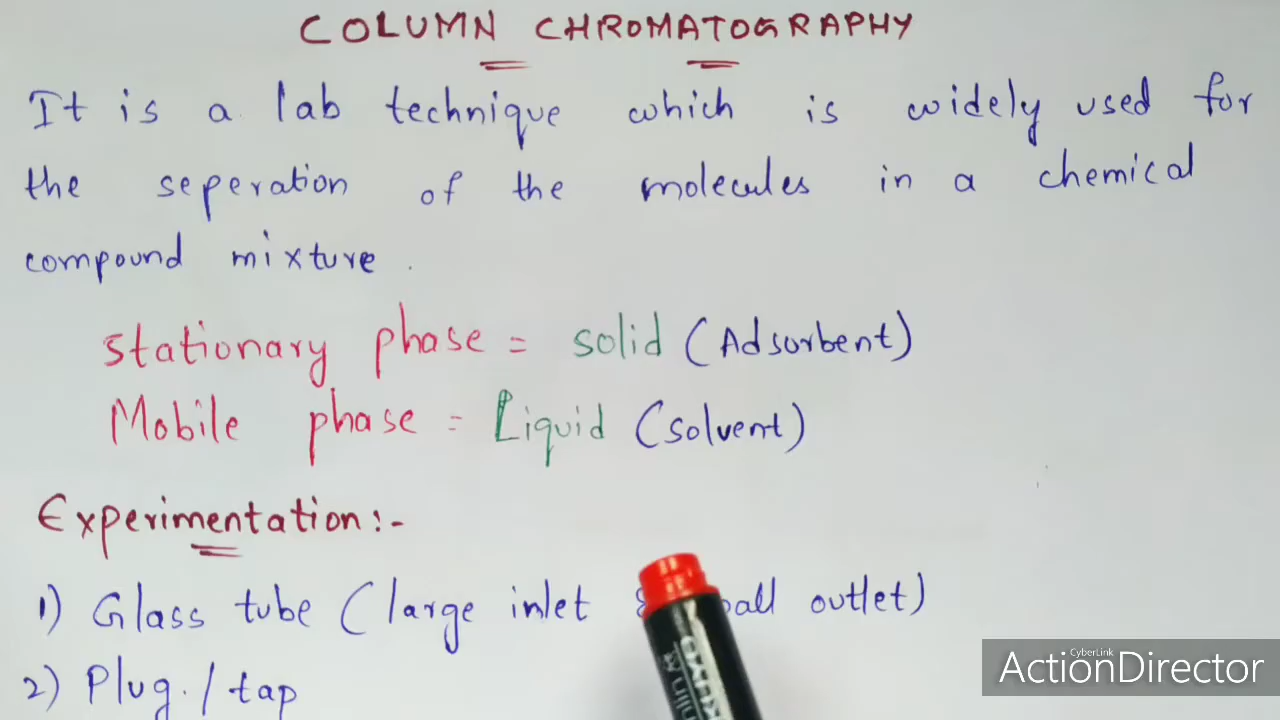 COLUMN CHROMATOGRAPHY
It is a lab technique which is widely used for
the seperation of the molecules in a chemical
compound mixture.
Stationary phase = solid (Adsorbent)
Mobile phase = Liquid (solvent)
Experimentation:-
1) Glass tube (large inlet outlet)
2) Plug / tap
CyberLink
ActionDirector